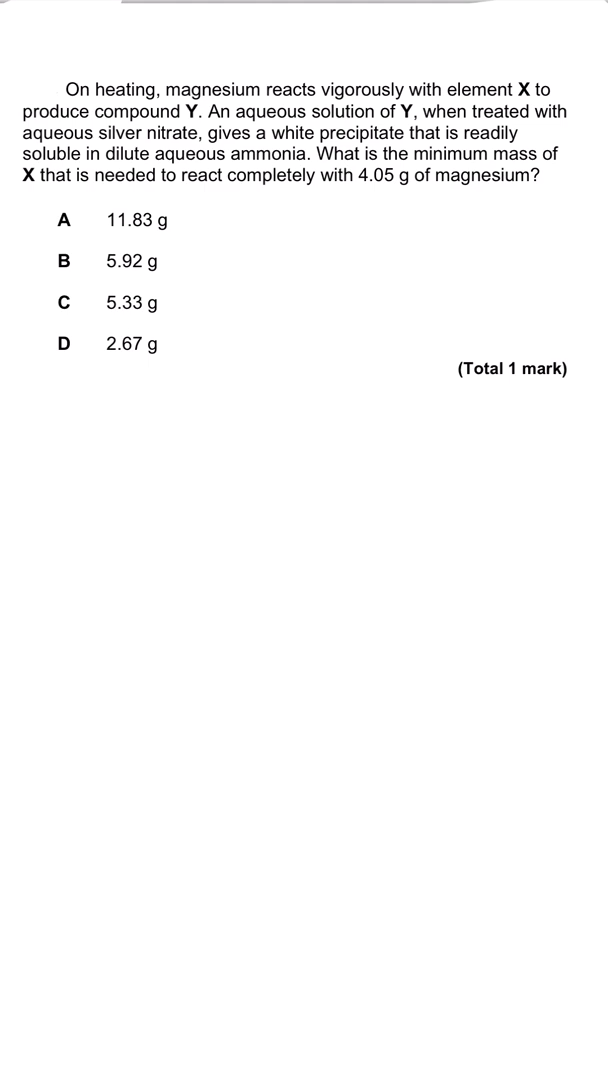 On heating, magnesium reacts vigorously with element X to
produce compound Y. An aqueous solution of Y, when treated with
aqueous silver nitrate, gives a white precipitate that is readily
soluble in dilute aqueous ammonia. What is the minimum mass of
X that is needed to react completely with 4.05 g of magnesium?
A 11.83 g
B 5.92 g
C 5.33 g
D 2.67 g
(Total 1 mark)